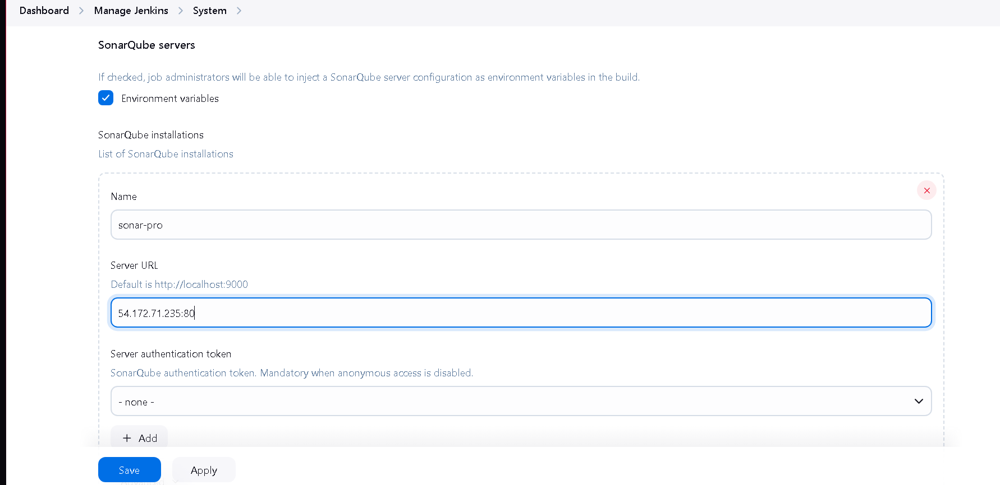 Dashboard > Manage Jenkins > System >
SonarQube servers
If checked, job administrators will be able to inject a SonarQube server configuration as environment variables in the build.
Environment variables
SonarQube installations
List of SonarQube installations
Name
sonar-pro
Server URL
Default is http://localhost:9000
54.172.71.235:80
Server authentication token
SonarQube authentication token. Mandatory when anonymous access is disabled.
- none -
+ Add
Save Apply
Advanced